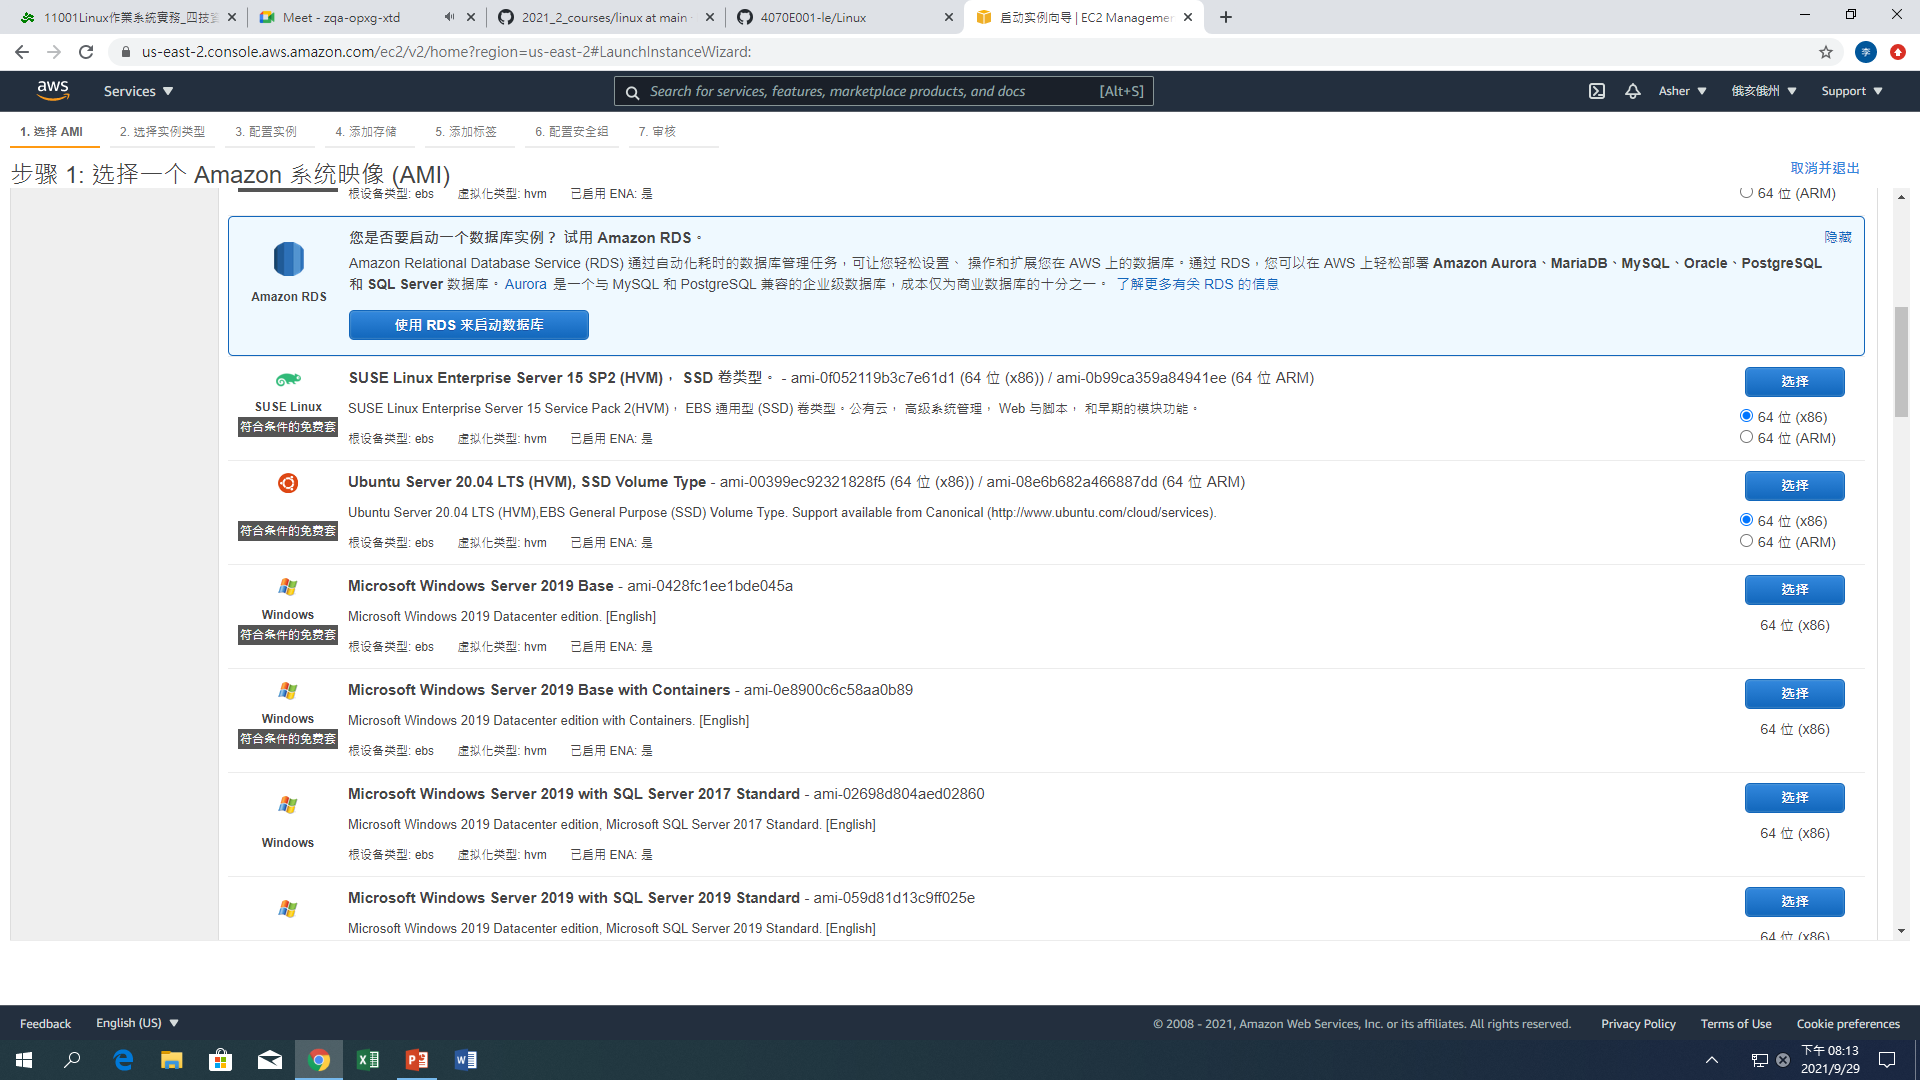 11001Linux作業系統實務_四技資
Meet - zqa-opxg-xtd
2021_2_courses/linux at main
4070E001-le/Linux
启动实例向导 | EC2 Managemen
us-east-2.console.aws.amazon.com/ec2/v2/home?region=us-east-2#LaunchInstanceWizard:
李
aws
Services
Search for services, features, marketplace products, and docs
[Alt+S]
Asher
俄亥俄州
Support
1. 选择 AMI
2. 选择实例类型
3. 配置实例
4. 添加存储
5. 添加标签
6. 配置安全组
7. 审核
步骤 1: 选择一个 Amazon 系统映像 (AMI)
取消并退出
根设备类型: ebs 虚拟化类型: hvm 已启用 ENA: 是
64 位 (ARM)
您是否要启动一个数据库实例？ 试用 Amazon RDS。
隐藏
Amazon RDS
Amazon Relational Database Service (RDS) 通过自动化耗时的数据库管理任务，可让您轻松设置、 操作和扩展您在 AWS 上的数据库。通过 RDS，您可以在 AWS 上轻松部署 Amazon Aurora、MariaDB、MySQL、Oracle、PostgreSQL
和 SQL Server 数据库。 Aurora 是一个与 MySQL 和 PostgreSQL 兼容的企业级数据库，成本仅为商业数据库的十分之一。 了解更多有关 RDS 的信息
使用 RDS 来启动数据库
SUSE Linux
符合条件的免费套
SUSE Linux Enterprise Server 15 SP2 (HVM)， SSD 卷类型。 - ami-0f052119b3c7e61d1 (64 位 (x86)) / ami-0b99ca359a84941ee (64 位 ARM)
SUSE Linux Enterprise Server 15 Service Pack 2(HVM)， EBS 通用型 (SSD) 卷类型。公有云， 高级系统管理， Web 与脚本， 和早期的模块功能。
根设备类型: ebs 虚拟化类型: hvm 已启用 ENA: 是
选择
64 位 (x86)
64 位 (ARM)
符合条件的免费套
Ubuntu Server 20.04 LTS (HVM), SSD Volume Type - ami-00399ec92321828f5 (64 位 (x86)) / ami-08e6b682a466887dd (64 位 ARM)
Ubuntu Server 20.04 LTS (HVM),EBS General Purpose (SSD) Volume Type. Support available from Canonical (http://www.ubuntu.com/cloud/services).
根设备类型: ebs 虚拟化类型: hvm 已启用 ENA: 是
选择
64 位 (x86)
64 位 (ARM)
Windows
符合条件的免费套
Microsoft Windows Server 2019 Base - ami-0428fc1ee1bde045a
Microsoft Windows 2019 Datacenter edition. [English]
根设备类型: ebs 虚拟化类型: hvm 已启用 ENA: 是
选择
64 位 (x86)
Windows
符合条件的免费套
Microsoft Windows Server 2019 Base with Containers - ami-0e8900c6c58aa0b89
Microsoft Windows 2019 Datacenter edition with Containers. [English]
根设备类型: ebs 虚拟化类型: hvm 已启用 ENA: 是
选择
64 位 (x86)
Windows
Microsoft Windows Server 2019 with SQL Server 2017 Standard - ami-02698d804aed02860
Microsoft Windows 2019 Datacenter edition, Microsoft SQL Server 2017 Standard. [English]
根设备类型: ebs 虚拟化类型: hvm 已启用 ENA: 是
选择
64 位 (x86)
Microsoft Windows Server 2019 with SQL Server 2019 Standard - ami-059d81d13c9ff025e
Microsoft Windows 2019 Datacenter edition, Microsoft SQL Server 2019 Standard. [English]
选择
64 位 (x86)
Feedback
English (US)
© 2008 - 2021, Amazon Web Services, Inc. or its affiliates. All rights reserved.
Privacy Policy
Terms of Use
Cookie preferences
下午 08:13
2021/9/29